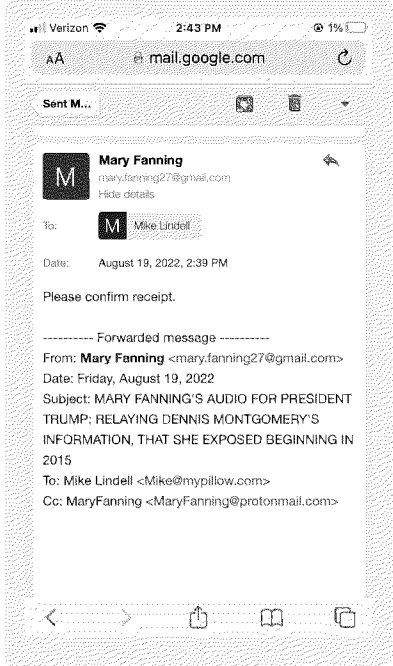 Verizon 2:43 PM 1%
AA mail.google.com
Sent M...
M
Mary Fanning
mary.fanning27@gmail.com
Hide details
To: M Mike Lindell
Date: August 19, 2022, 2:39 PM
Please confirm receipt.
---------- Forwarded message ----------
From: Mary Fanning <mary.fanning27@gmail.com>
Date: Friday, August 19, 2022
Subject: MARY FANNING'S AUDIO FOR PRESIDENT
TRUMP: RELAYING DENNIS MONTGOMERY'S
INFORMATION, THAT SHE EXPOSED BEGINNING IN
2015
To: Mike Lindell <Mike@mypillow.com>
Cc: MaryFanning <MaryFanning@protonmail.com>